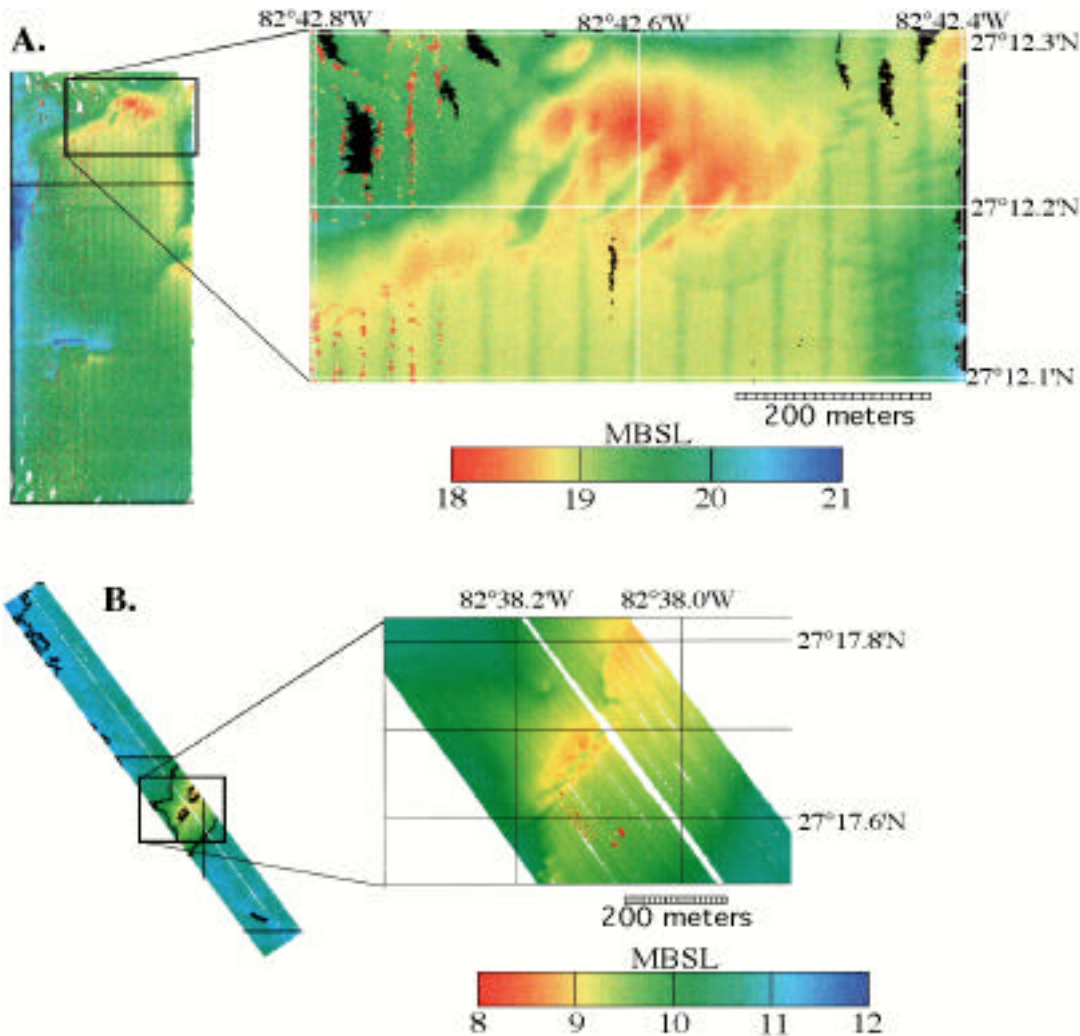 82°42.8'W 82°42.6'W 82°42.4'W
A.
27°12.3'N
27°12.2'N
27°12.1'N
200 meters
MBSL
18 19 20 21
B.
82°38.2'W 82°38.0'W
27°17.8'N
27°17.6'N
200 meters
MBSL
8 9 10 11 12